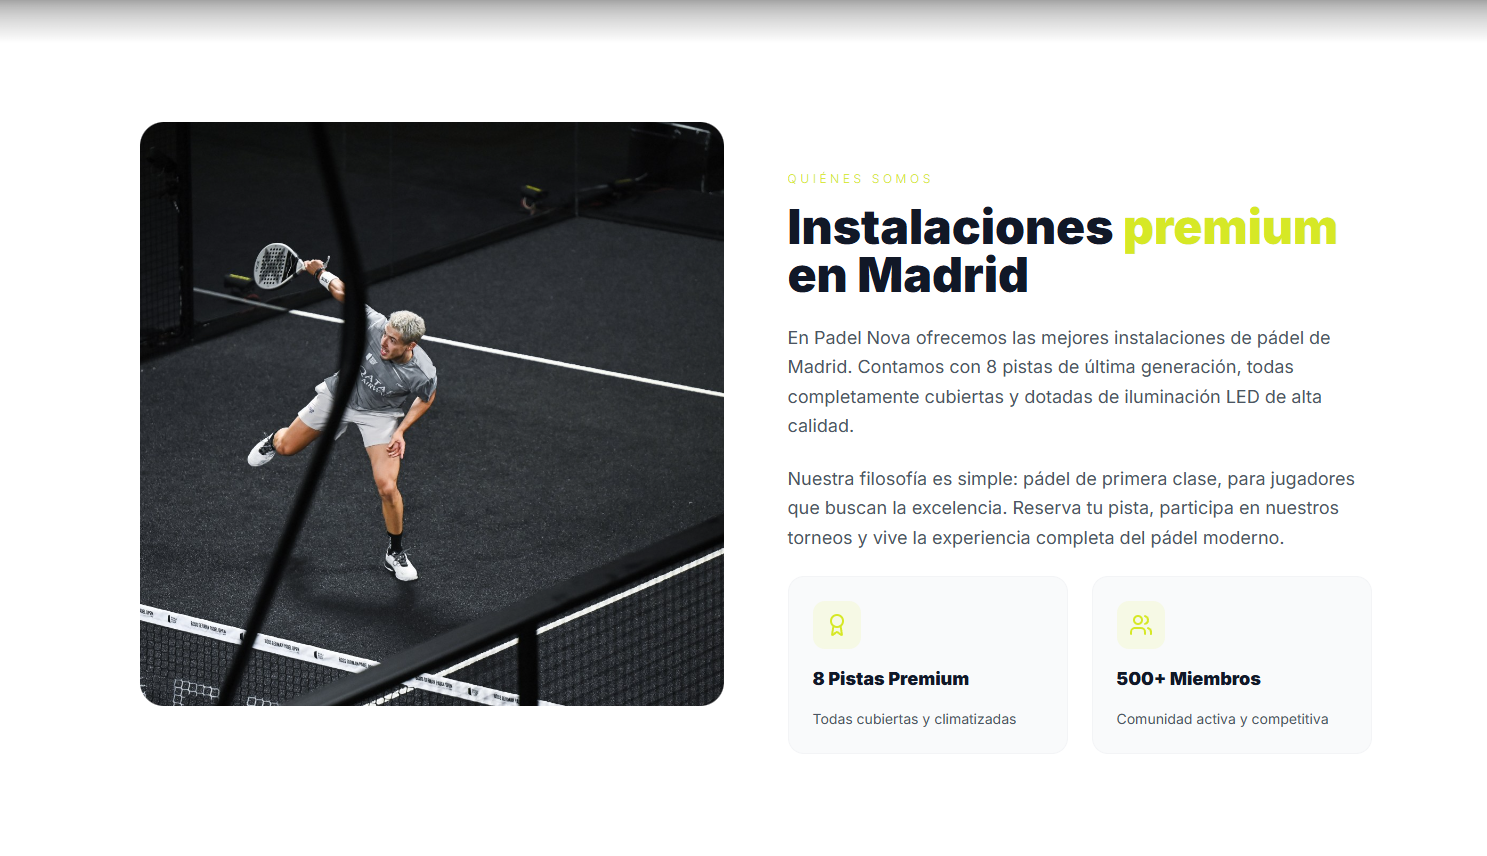 QUIÉNES SOMOS
Instalaciones premium
en Madrid
En Padel Nova ofrecemos las mejores instalaciones de pádel de
Madrid. Contamos con 8 pistas de última generación, todas
completamente cubiertas y dotadas de iluminación LED de alta
calidad.
Nuestra filosofía es simple: pádel de primera clase, para jugadores
que buscan la excelencia. Reserva tu pista, participa en nuestros
torneos y vive la experiencia completa del pádel moderno.
8 Pistas Premium
Todas cubiertas y climatizadas
500+ Miembros
Comunidad activa y competitiva